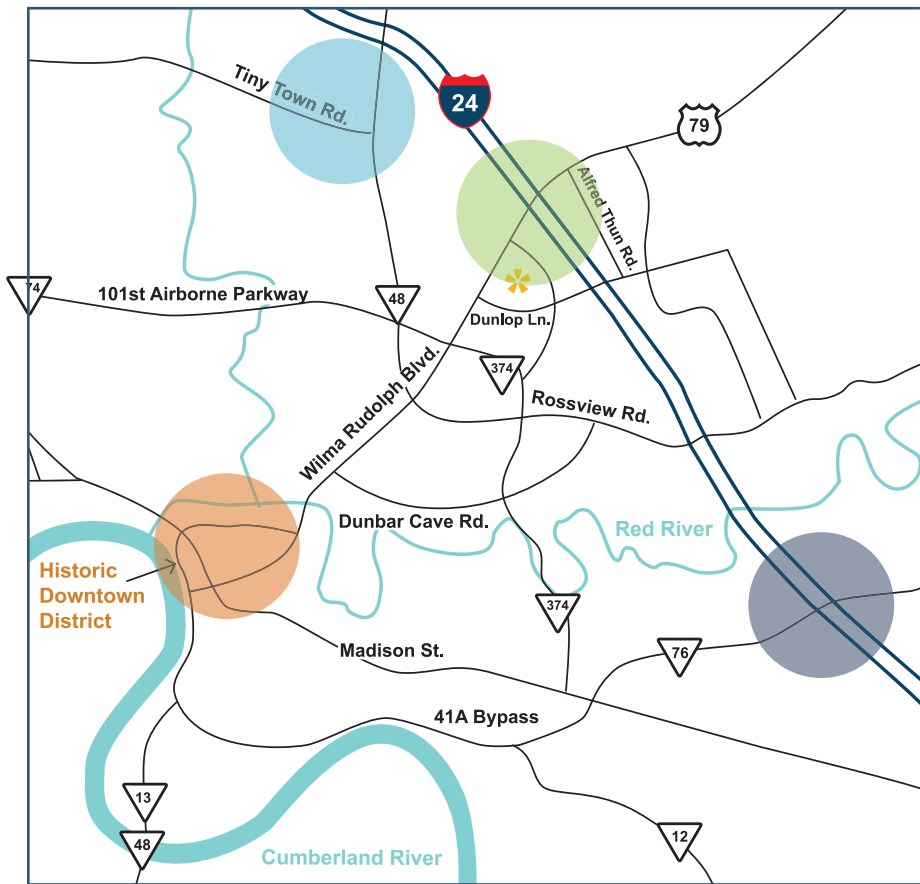 Tiny Town Rd.
24
79
Alfred Thun Rd.
74
101st Airborne Parkway
48
Dunlop Ln.
374
Wilma Rudolph Blvd.
Rossview Rd.
Dunbar Cave Rd.
Red River
Historic
Downtown
District
374
Madison St.
76
41A Bypass
13
48
12
Cumberland River